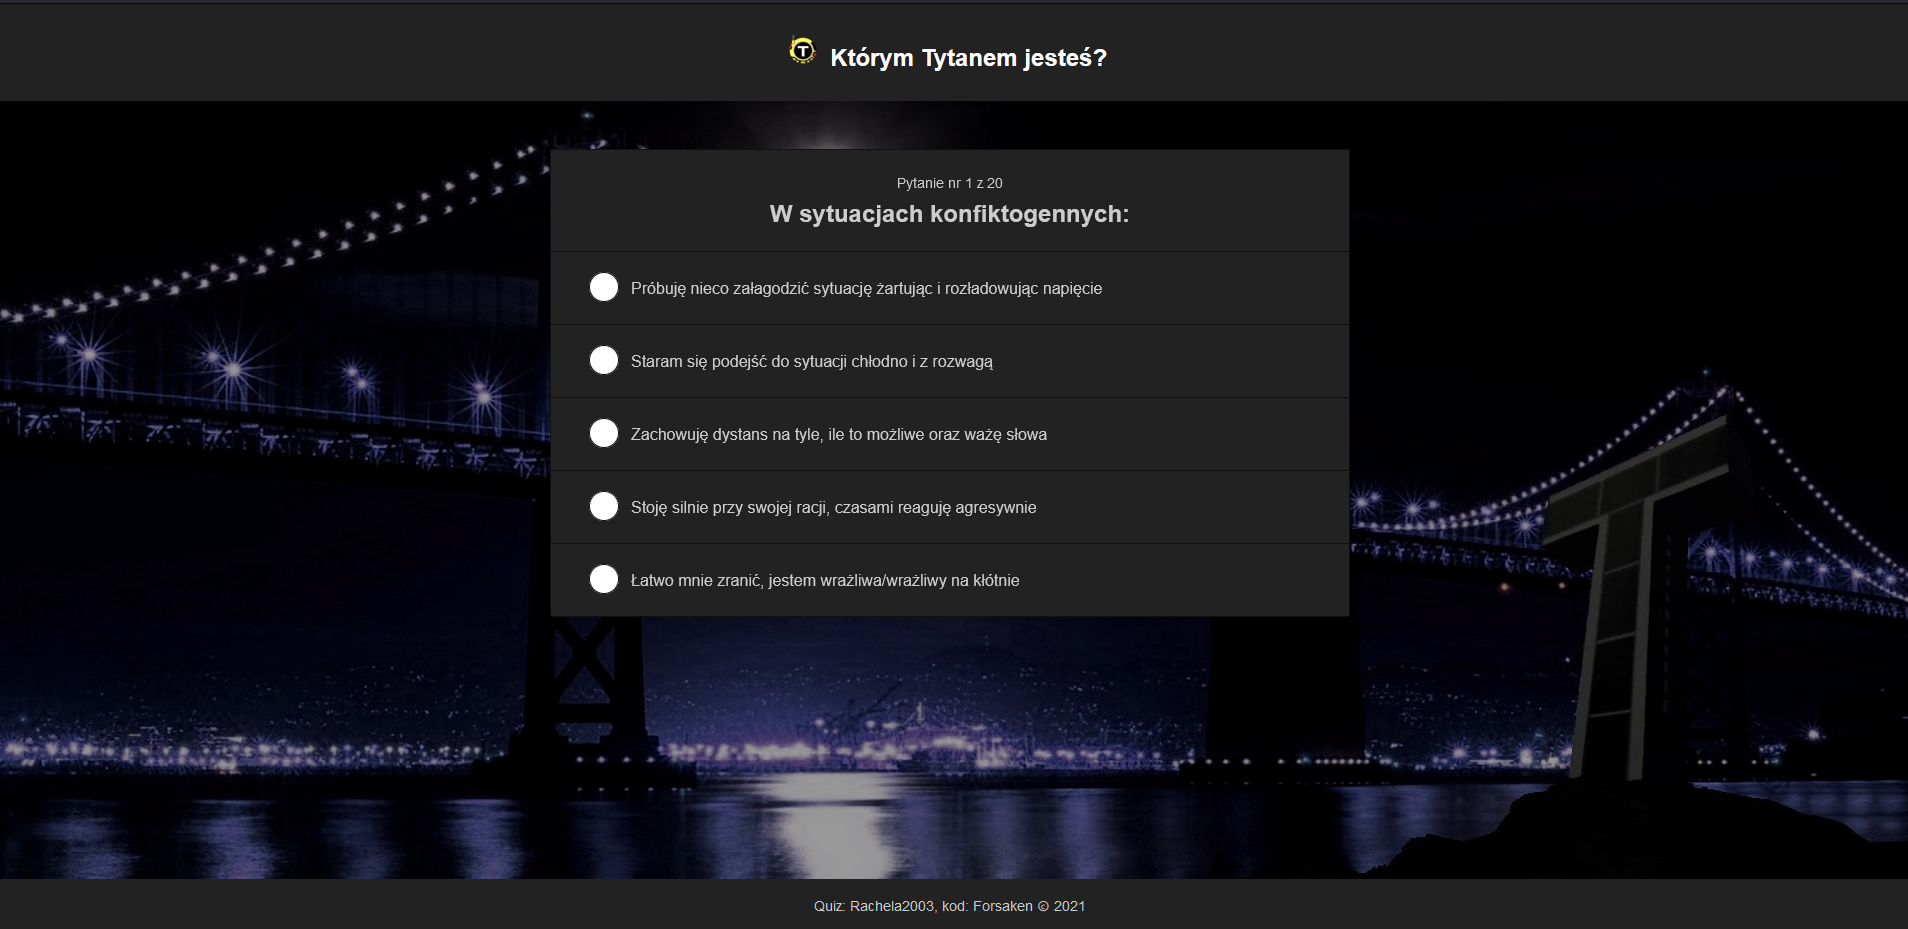 T Którym Tytanem jesteś?
Pytanie nr 1 z 20
W sytuacjach konfiktogennych:
Próbuję nieco załagodzić sytuację żartując i rozładowując napięcie
Staram się podejść do sytuacji chłodno i z rozwagą
Zachowuję dystans na tyle, ile to możliwe oraz ważę słowa
Stoję silnie przy swojej racji, czasami reaguję agresywnie
Łatwo mnie zranić, jestem wrażliwa/wrażliwy na kłótnie
Quiz: Rachela2003, kod: Forsaken © 2021